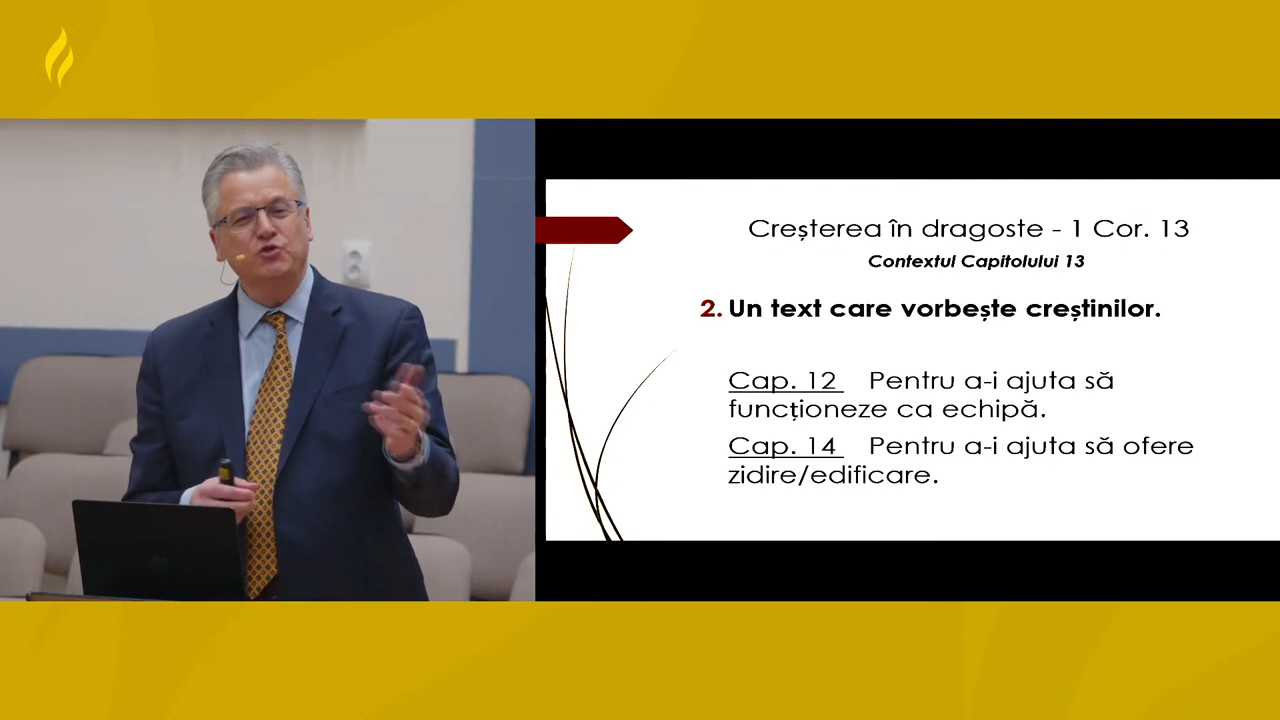 Creșterea în dragoste - 1 Cor. 13
Contextul Capitolului 13
2. Un text care vorbește creștinilor.
Cap. 12 Pentru a-i ajuta să
funcționeze ca echipă.
Cap. 14 Pentru a-i ajuta să ofere
zidire/edificare.